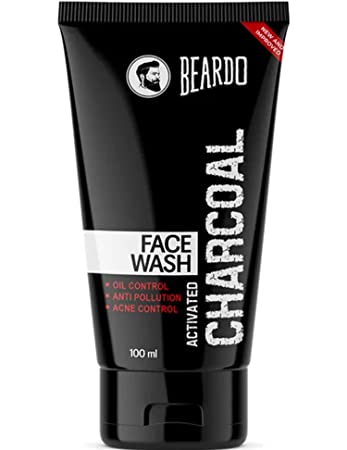 BEARDO
NEW AND
IMPROVED
ACTIVATED
CHARCOAL
FACE
WASH
• OIL CONTROL
• ANTI POLLUTION
• ACNE CONTROL
100 ml